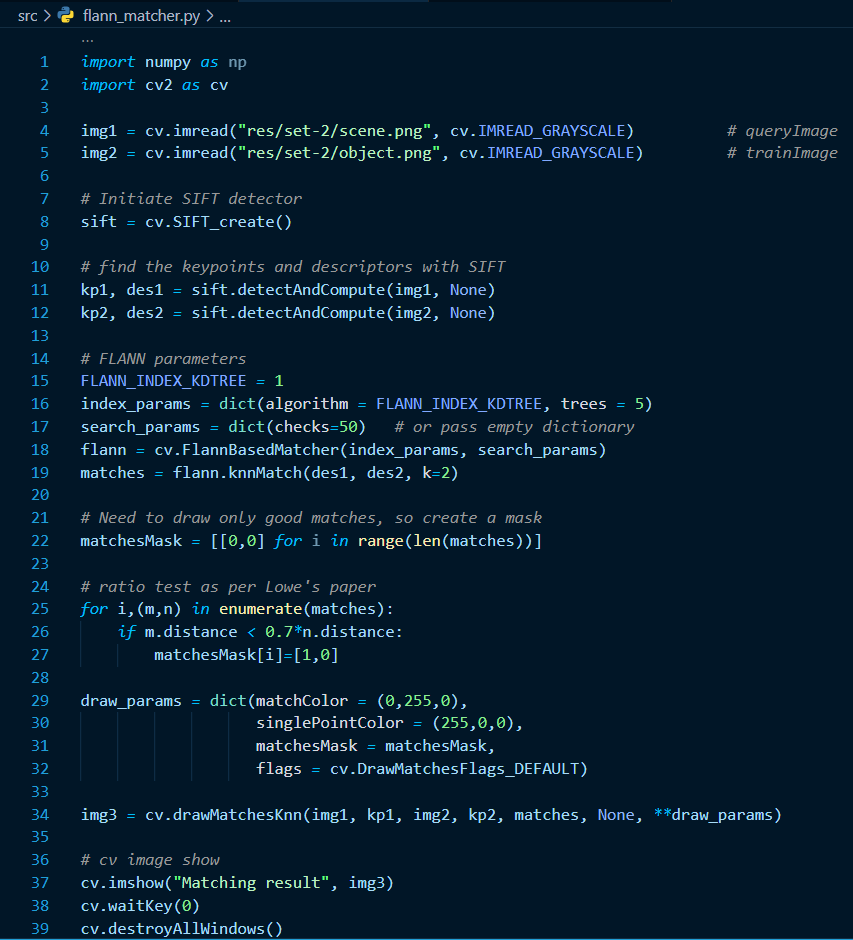 src > flann_matcher.py > ...
...
1 import numpy as np
2 import cv2 as cv
3
4 img1 = cv.imread("res/set-2/scene.png", cv.IMREAD_GRAYSCALE)          # queryImage
5 img2 = cv.imread("res/set-2/object.png", cv.IMREAD_GRAYSCALE)         # trainImage
6
7 # Initiate SIFT detector
8 sift = cv.SIFT_create()
9
10 # find the keypoints and descriptors with SIFT
11 kp1, des1 = sift.detectAndCompute(img1, None)
12 kp2, des2 = sift.detectAndCompute(img2, None)
13
14 # FLANN parameters
15 FLANN_INDEX_KDTREE = 1
16 index_params = dict(algorithm = FLANN_INDEX_KDTREE, trees = 5)
17 search_params = dict(checks=50)   # or pass empty dictionary
18 flann = cv.FlannBasedMatcher(index_params, search_params)
19 matches = flann.knnMatch(des1, des2, k=2)
20
21 # Need to draw only good matches, so create a mask
22 matchesMask = [[0,0] for i in range(len(matches))]
23
24 # ratio test as per Lowe's paper
25 for i,(m,n) in enumerate(matches):
26     if m.distance < 0.7*n.distance:
27         matchesMask[i]=[1,0]
28
29 draw_params = dict(matchColor = (0,255,0),
30                    singlePointColor = (255,0,0),
31                    matchesMask = matchesMask,
32                    flags = cv.DrawMatchesFlags_DEFAULT)
33
34 img3 = cv.drawMatchesKnn(img1, kp1, img2, kp2, matches, None, **draw_params)
35
36 # cv image show
37 cv.imshow("Matching result", img3)
38 cv.waitKey(0)
39 cv.destroyAllWindows()